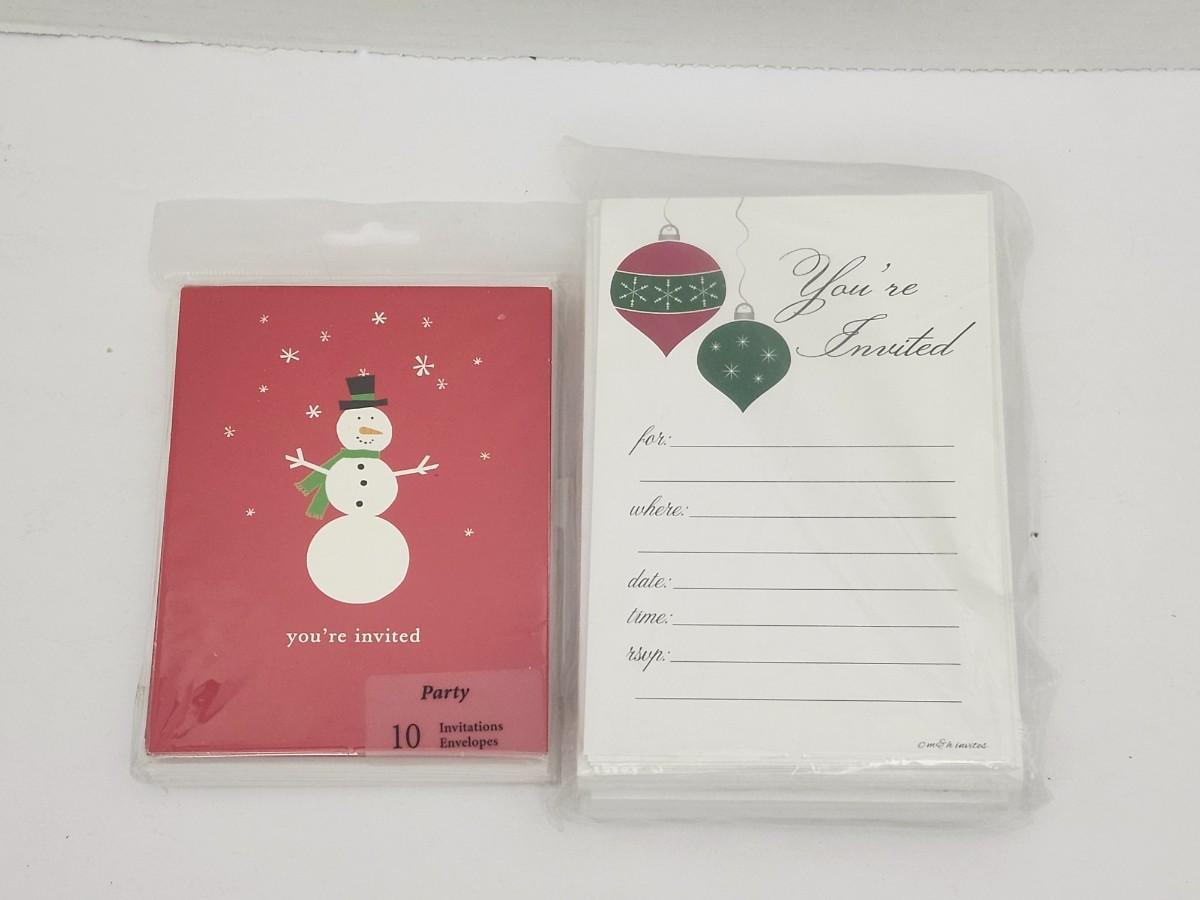 you're invited
Party
10 Invitations
Envelopes
You're
Invited
for:
where:
date:
time:
rsvp:
© m&h invites